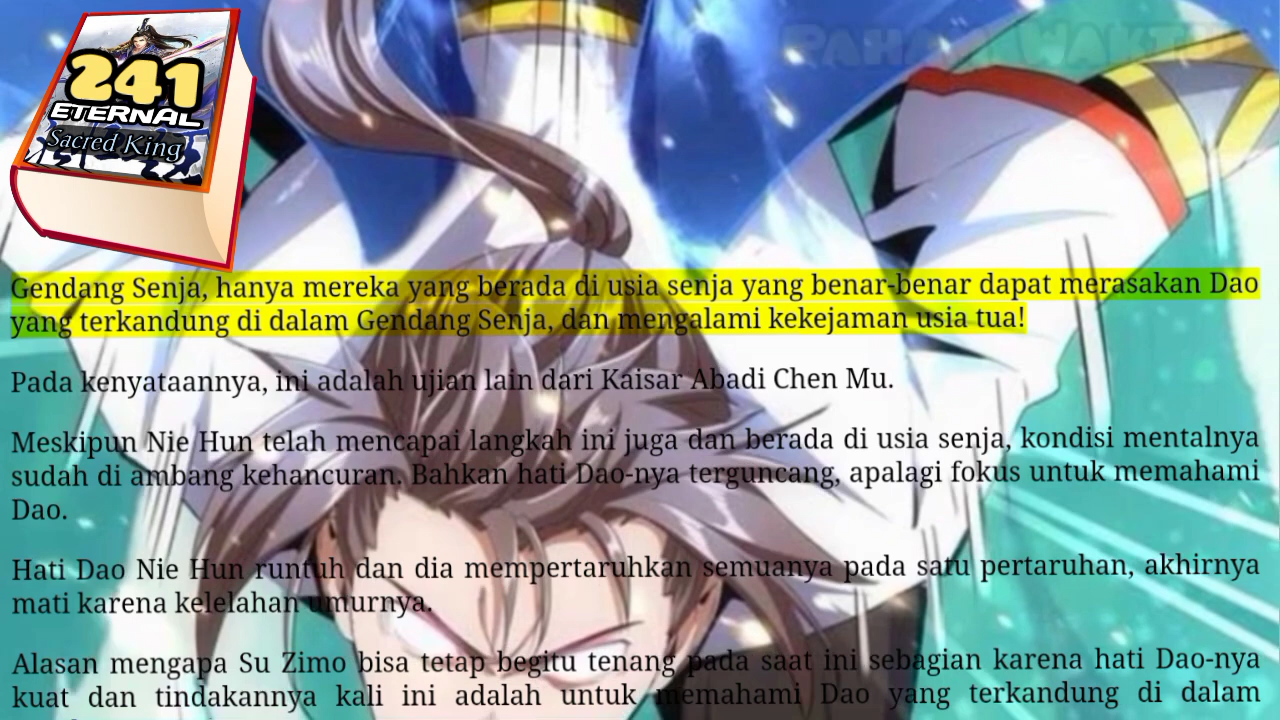 241
ETERNAL
Sacred King
Gendang Senja, hanya mereka yang berada di usia senja yang benar-benar dapat merasakan Dao
yang terkandung di dalam Gendang Senja, dan mengalami kekejaman usia tua!
Pada kenyataannya, ini adalah ujian lain dari Kaisar Abadi Chen Mu.
Meskipun Nie Hun telah mencapai langkah ini juga dan berada di usia senja, kondisi mentalnya
sudah di ambang kehancuran. Bahkan hati Dao-nya terguncang, apalagi fokus untuk memahami
Dao.
Hati Dao Nie Hun runtuh dan dia mempertaruhkan semuanya pada satu pertaruhan, akhirnya
mati karena kelelahan umurnya.
Alasan mengapa Su Zimo bisa tetap begitu tenang pada saat ini sebagian karena hati Dao-nya
kuat dan tindakannya kali ini adalah untuk memahami Dao yang terkandung di dalam